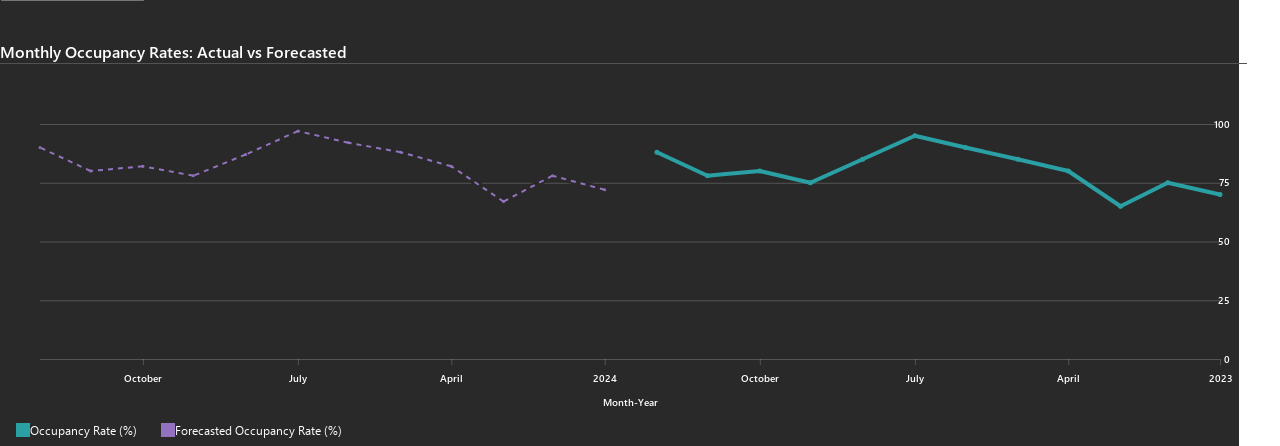 Monthly Occupancy Rates: Actual vs Forecasted
100
75
50
25
0
October July April 2024 October July April 2023
Month-Year
Occupancy Rate (%) Forecasted Occupancy Rate (%)